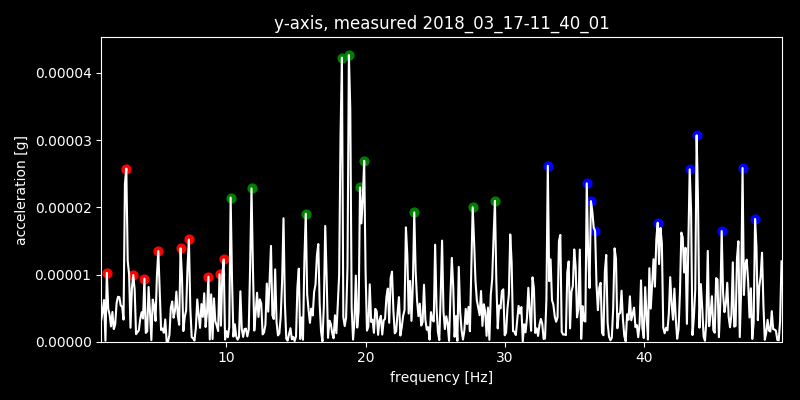 y-axis, measured 2018_03_17-11_40_01
0.00004
0.00003
0.00002
0.00001
0.00000
acceleration [g]
10 20 30 40
frequency [Hz]